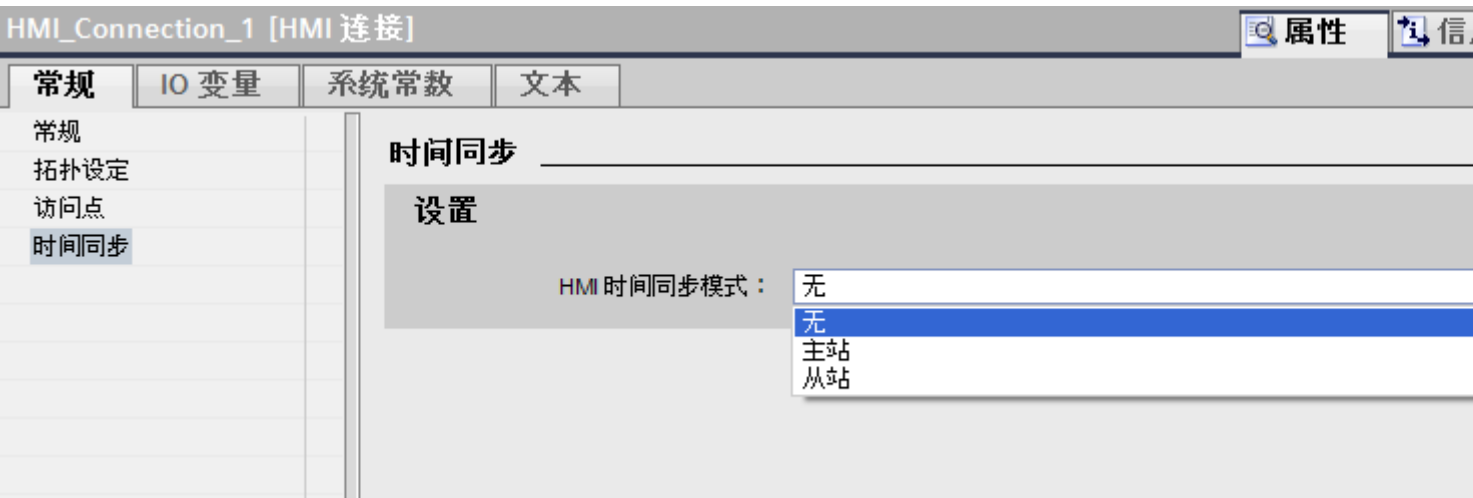 HMI_Connection_1 [HMI 连接]
属性 信
常规 IO 变量 系统常数 文本
常规
拓扑设定
访问点
时间同步
时间同步
设置
HMI 时间同步模式： 无
无
主站
从站